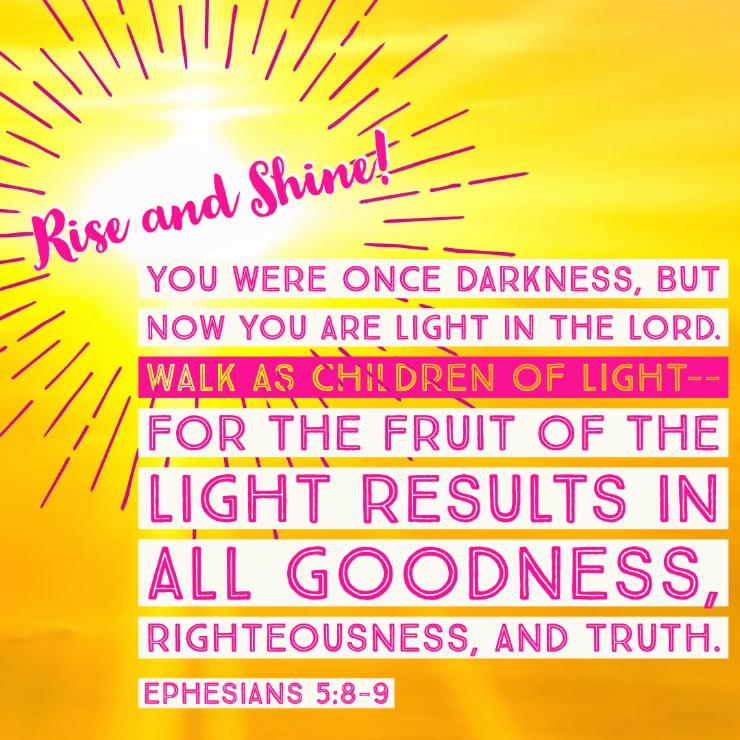 Rise and Shine!
YOU WERE ONCE DARKNESS, BUT
NOW YOU ARE LIGHT IN THE LORD.
WALK AS CHILDREN OF LIGHT--
FOR THE FRUIT OF THE
LIGHT RESULTS IN
ALL GOODNESS,
RIGHTEOUSNESS, AND TRUTH.
EPHESIANS 5:8-9